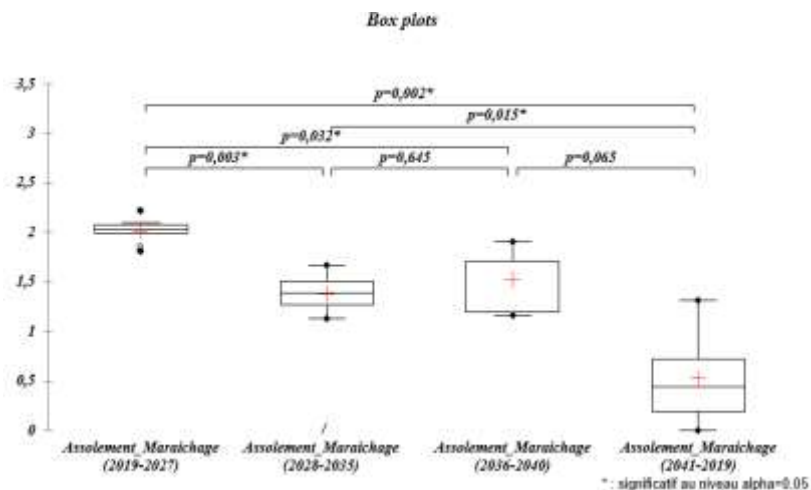 Box plots
3,5
3
2,5
2
1,5
1
0,5
0
p=0,002*
p=0,015*
p=0,032*
p=0,003*
p=0,645
p=0,065
Assolement_Maraichage
(2019-2027)
Assolement_Maraichage
(2028-2035)
Assolement_Maraichage
(2036-2040)
Assolement_Maraichage
(2041-2019)
* : significatif au niveau alpha=0,05